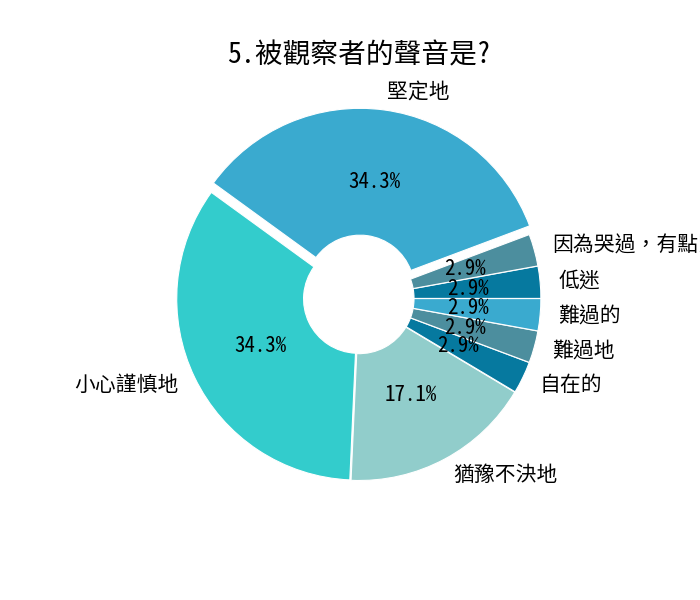 5.被觀察者的聲音是?
堅定地
34.3%
因為哭過，有點
2.9%
低迷
2.9%
難過的
2.9%
難過地
2.9%
自在的
2.9%
小心謹慎地
34.3%
17.1%
猶豫不決地